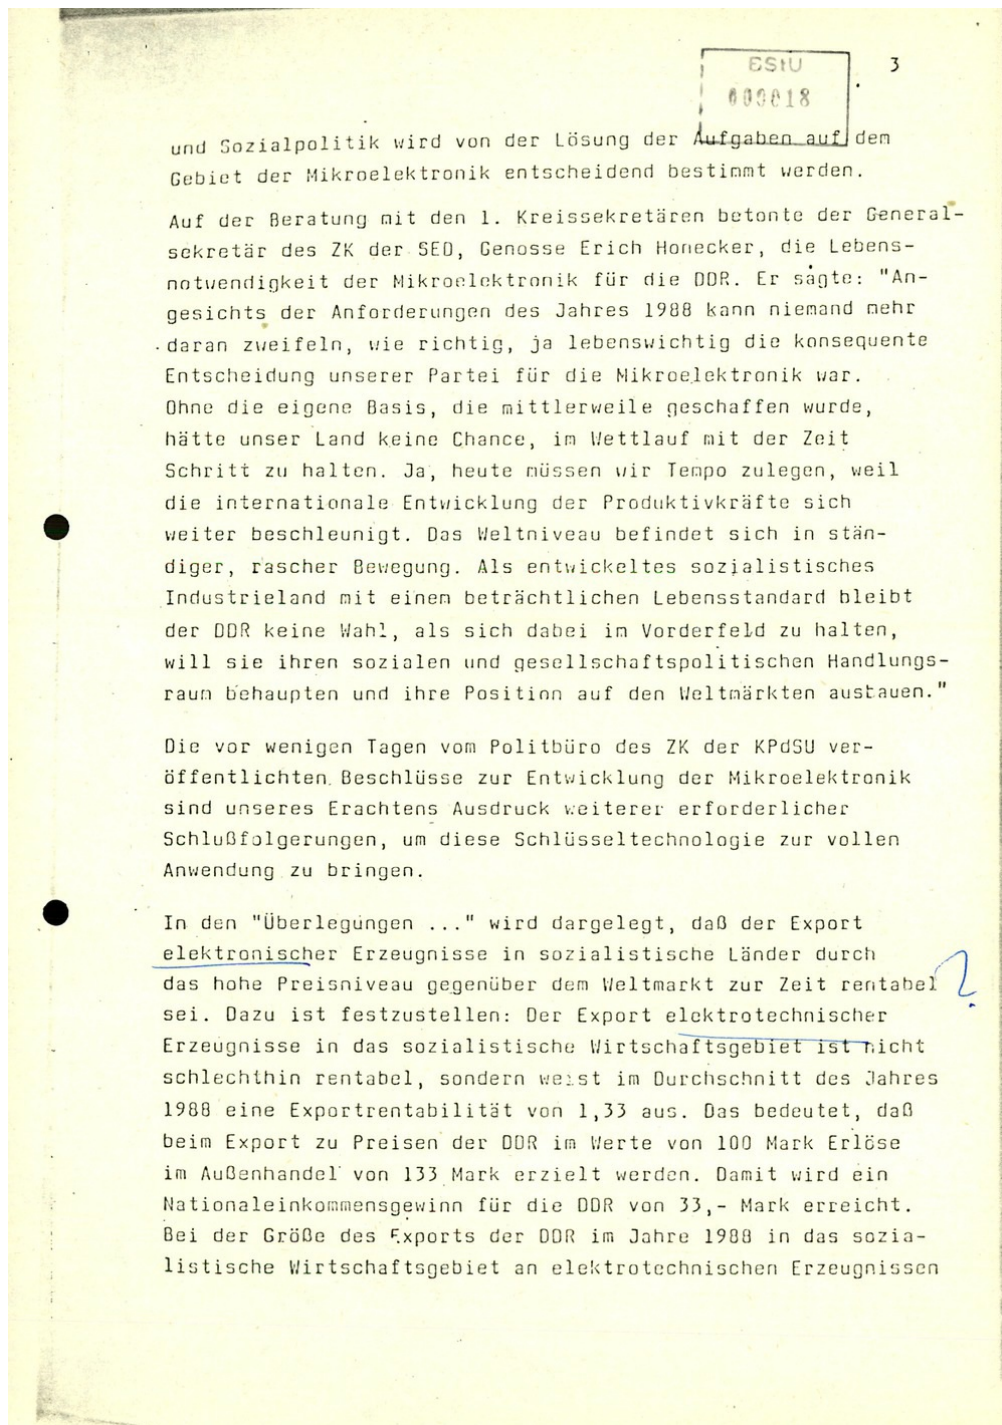 BStU
3
000018
und Sozialpolitik wird von der Lösung der Aufgaben auf dem
Gebiet der Mikroelektronik entscheidend bestimmt werden.
Auf der Beratung mit den 1. Kreissekretären betonte der General-
sekretär des ZK der SED, Genosse Erich Honecker, die Lebens-
notwendigkeit der Mikroelektronik für die DDR. Er sagte: "An-
gesichts der Anforderungen des Jahres 1988 kann niemand mehr
daran zweifeln, wie richtig, ja lebenswichtig die konsequente
Entscheidung unserer Partei für die Mikroelektronik war.
Ohne die eigene Basis, die mittlerweile geschaffen wurde,
hätte unser Land keine Chance, im Wettlauf mit der Zeit
Schritt zu halten. Ja, heute müssen wir Tempo zulegen, weil
die internationale Entwicklung der Produktivkräfte sich
weiter beschleunigt. Das Weltniveau befindet sich in stän-
diger, rascher Bewegung. Als entwickeltes sozialistisches
Industrieland mit einem beträchtlichen Lebensstandard bleibt
der DDR keine Wahl, als sich dabei im Vorderfeld zu halten,
will sie ihren sozialen und gesellschaftspolitischen Handlungs-
raum behaupten und ihre Position auf den Weltmärkten ausbauen."
Die vor wenigen Tagen vom Politbüro des ZK der KPdSU ver-
öffentlichten Beschlüsse zur Entwicklung der Mikroelektronik
sind unseres Erachtens Ausdruck weiterer erforderlicher
Schlußfolgerungen, um diese Schlüsseltechnologie zur vollen
Anwendung zu bringen.
In den "Überlegungen ..." wird dargelegt, daß der Export
elektronischer Erzeugnisse in sozialistische Länder durch
das hohe Preisniveau gegenüber dem Weltmarkt zur Zeit rentabel ?
sei. Dazu ist festzustellen: Der Export elektrotechnischer
Erzeugnisse in das sozialistische Wirtschaftsgebiet ist nicht
schlechthin rentabel, sondern weist im Durchschnitt des Jahres
1988 eine Exportrentabilität von 1,33 aus. Das bedeutet, daß
beim Export zu Preisen der DDR im Werte von 100 Mark Erlöse
im Außenhandel von 133 Mark erzielt werden. Damit wird ein
Nationaleinkommensgewinn für die DDR von 33,- Mark erreicht.
Bei der Größe des Exports der DDR im Jahre 1988 in das sozia-
listische Wirtschaftsgebiet an elektrotechnischen Erzeugnissen